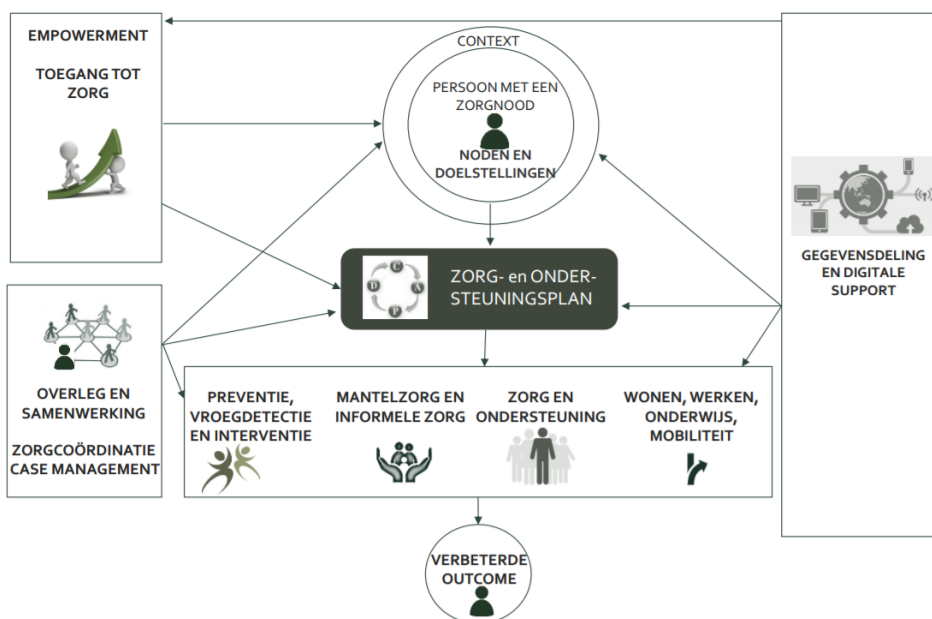 EMPOWERMENT
TOEGANG TOT
ZORG
CONTEXT
PERSOON MET EEN
ZORGNOOD
NODEN EN
DOELSTELLINGEN
GEGEVENSDELING
EN DIGITALE
SUPPORT
C
D
A
P
ZORG- en ONDER-
STEUNINGSPLAN
OVERLEG EN
SAMENWERKING
ZORGCOÖRDINATIE
CASE MANAGEMENT
PREVENTIE,
VROEGDETECTIE
EN INTERVENTIE
MANTELZORG EN
INFORMELE ZORG
ZORG EN
ONDERSTEUNING
WONEN, WERKEN,
ONDERWIJS,
MOBILITEIT
VERBETERDE
OUTCOME